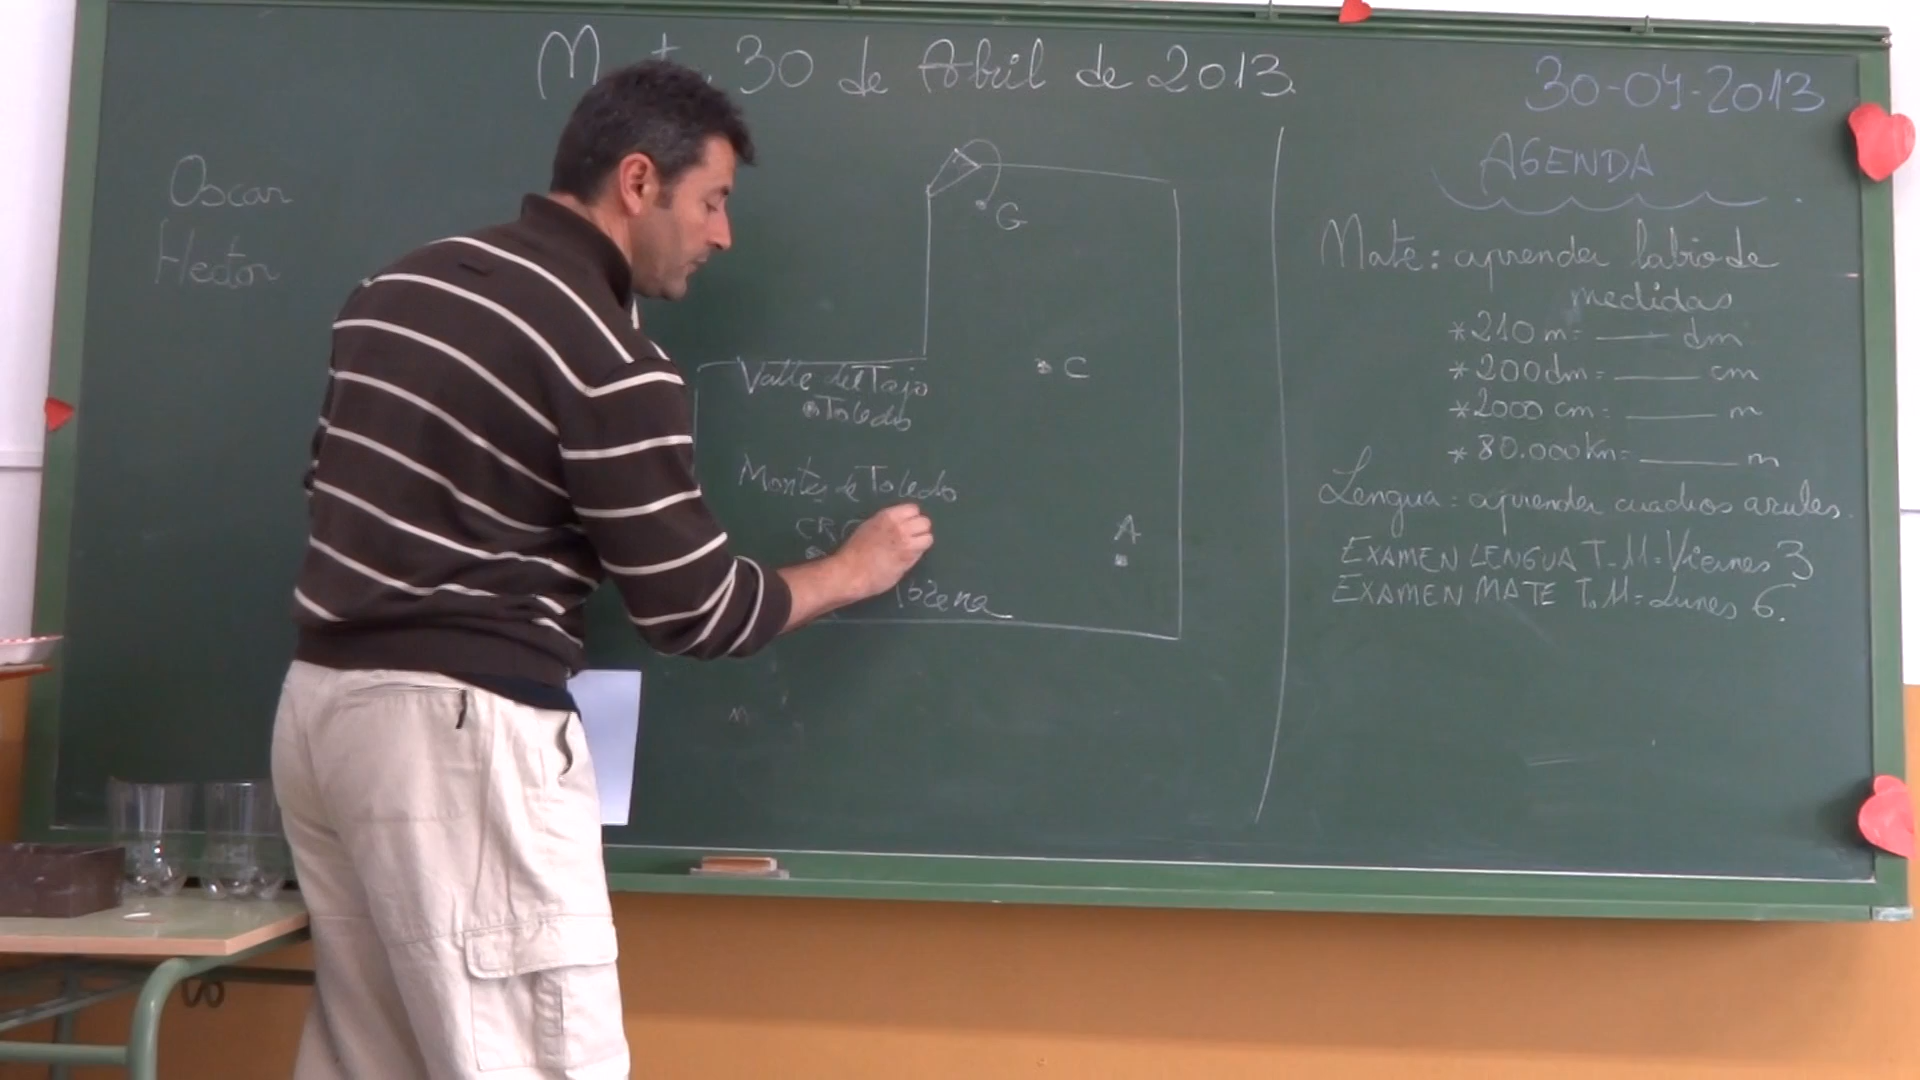 30 de Abril de 2013.
Oscar
Hector
G
C
Valle del Tajo
Toledo
Montes de Toledo
CR
A
30-04-2013
AGENDA
Mate: aprender labio de
medidas
*210 m= ____ dm
*200 dm= ____ cm
*2000 cm= ____ m
*80.000 Km= ____ m
Lengua: aprender cuadros azules.
EXAMEN LENGUA T.11=Viernes 3
EXAMEN MATE T.11=Lunes 6.